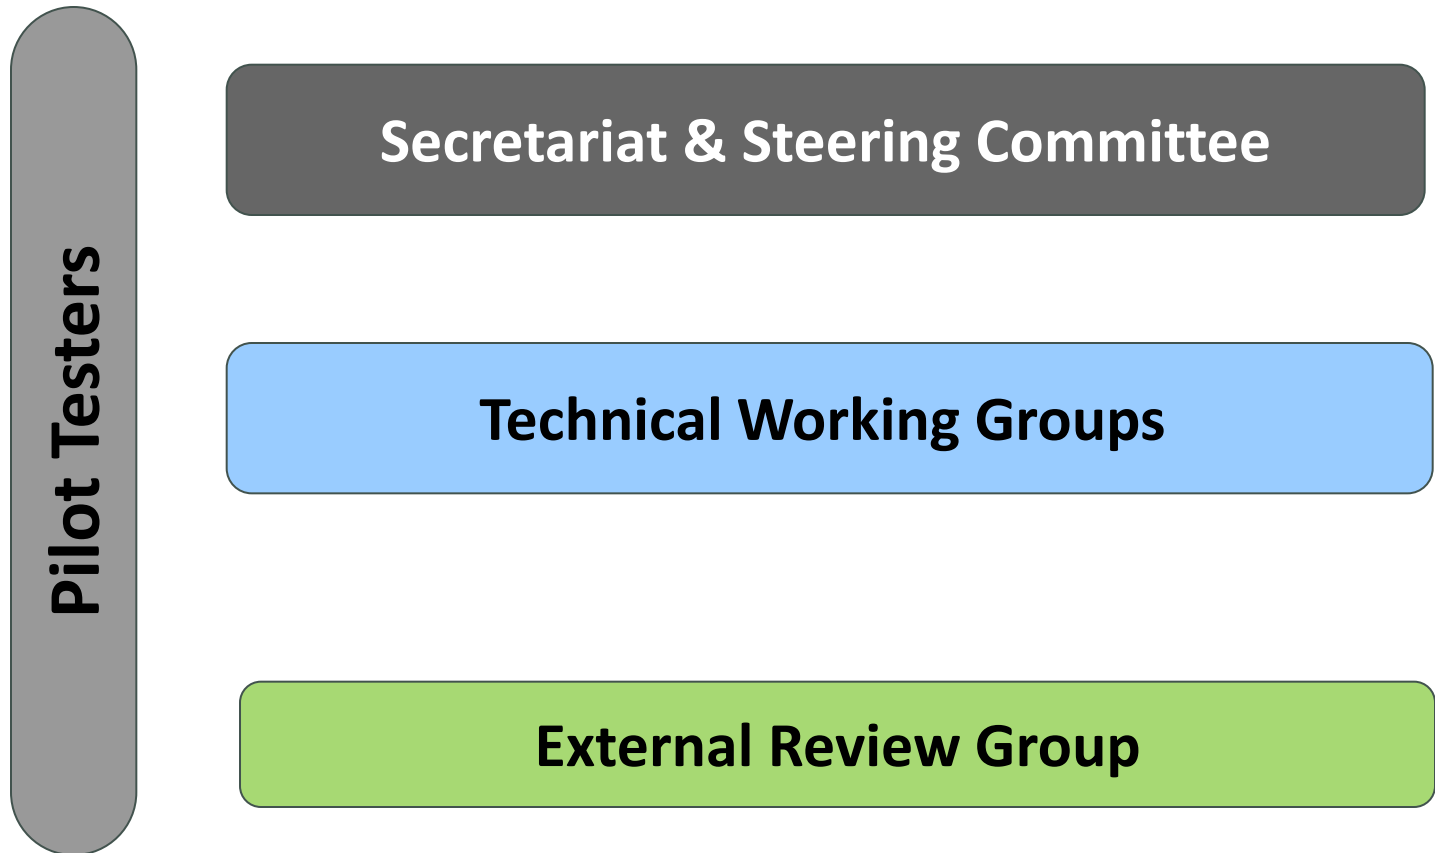 Pilot Testers
Secretariat & Steering Committee
Technical Working Groups
External Review Group